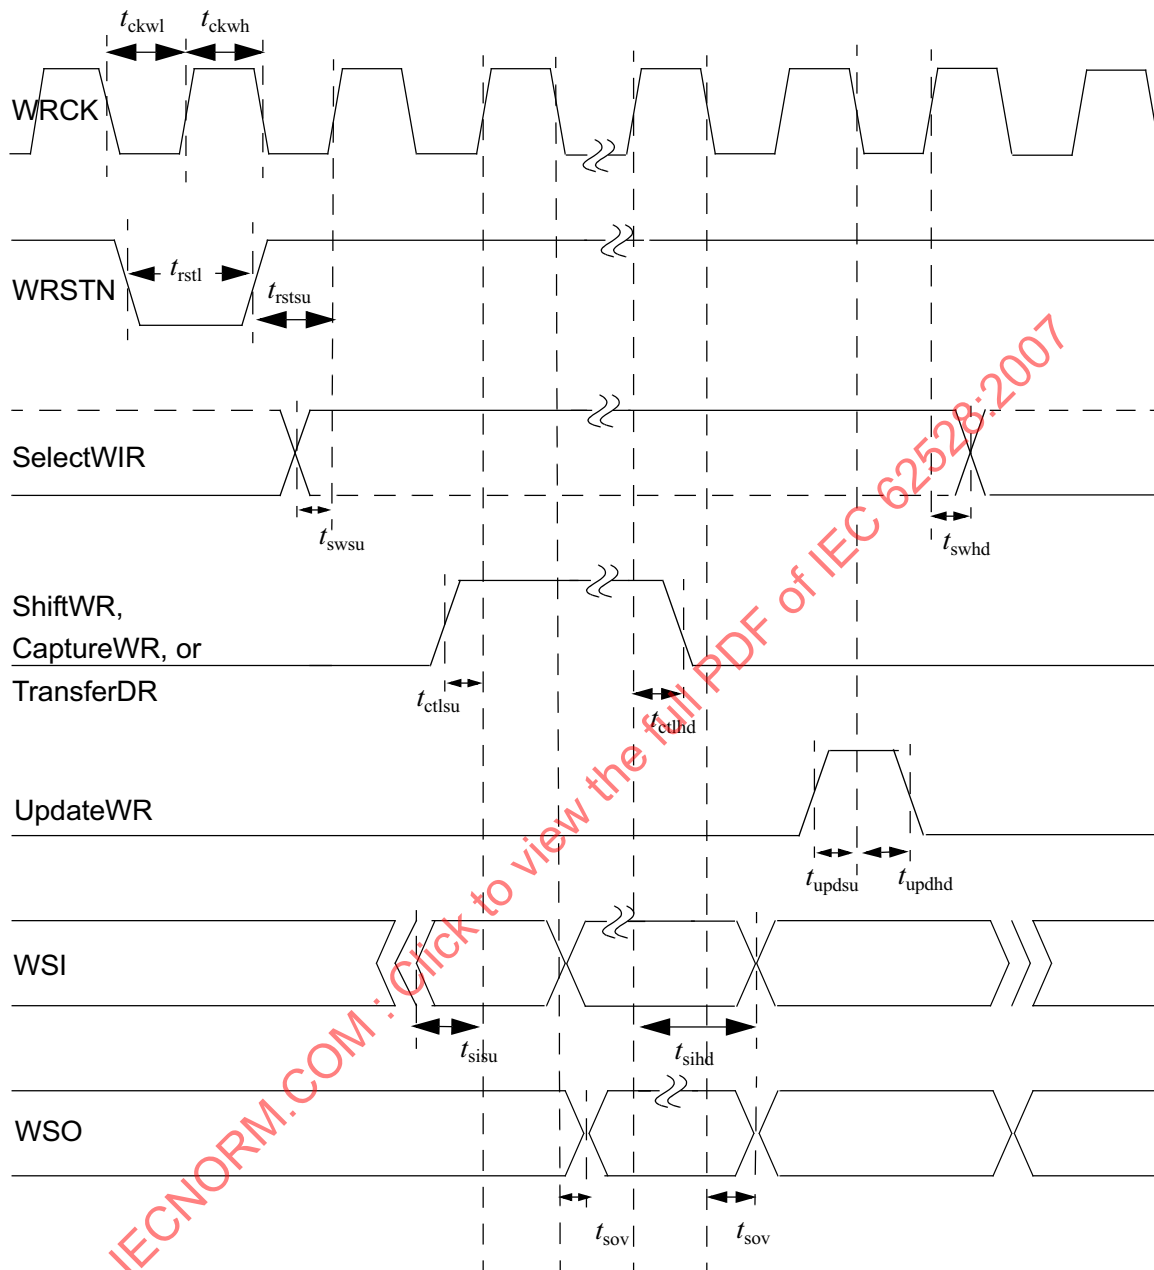 tckwl tckwh
WRCK
trstl
WRSTN
trstsu
SelectWIR
tswsu
tswhd
ShiftWR,
CaptureWR, or
TransferDR
tctlsu
tctlhd
UpdateWR
tupdsu
tupdhd
WSI
tsisu
tsihd
WSO
tsov
tsov
IECNORM.COM : Click to view the full PDF of IEC 62528:2007